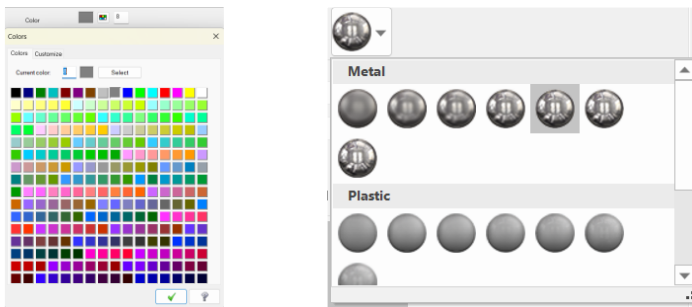 Color 8
Colors
Colors Customize
Current color: 8 Select
Metal
Plastic